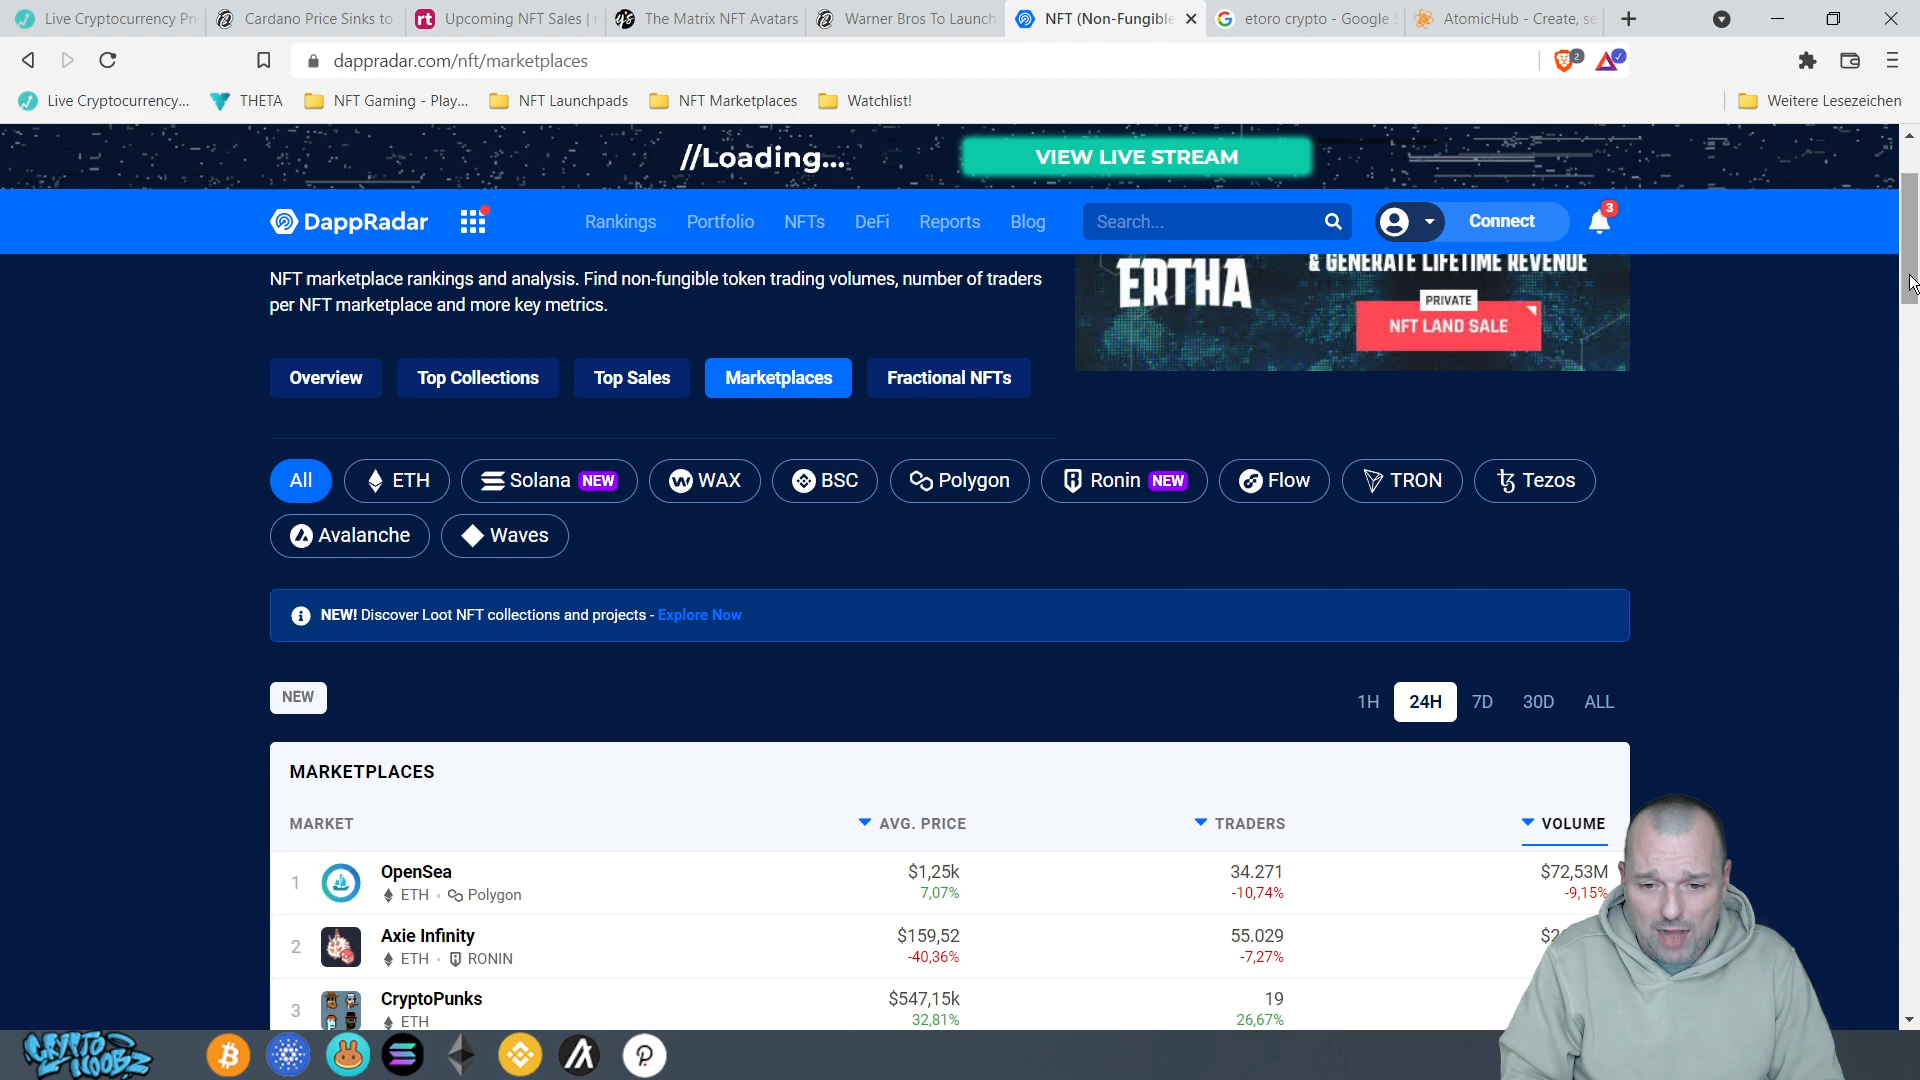 Live Cryptocurrency Pri
Cardano Price Sinks to
Upcoming NFT Sales |
The Matrix NFT Avatars
Warner Bros To Launch
NFT (Non-Fungible
etoro crypto - Google S
AtomicHub - Create, se
dappradar.com/nft/marketplaces
2
Live Cryptocurrency...
THETA
NFT Gaming - Play...
NFT Launchpads
NFT Marketplaces
Watchlist!
Weitere Lesezeichen
//Loading...
VIEW LIVE STREAM
DappRadar
Rankings
Portfolio
NFTs
DeFi
Reports
Blog
Search...
Connect
3
NFT marketplace rankings and analysis. Find non-fungible token trading volumes, number of traders
per NFT marketplace and more key metrics.
ERTHA
& GENERATE LIFETIME REVENUE
PRIVATE
NFT LAND SALE
Overview
Top Collections
Top Sales
Marketplaces
Fractional NFTs
All
ETH
Solana NEW
WAX
BSC
Polygon
Ronin NEW
Flow
TRON
Tezos
Avalanche
Waves
NEW! Discover Loot NFT collections and projects - Explore Now
NEW
1H 24H 7D 30D ALL
MARKETPLACES
MARKET AVG. PRICE TRADERS VOLUME
1 OpenSea $1,25k 34.271 $72,53M
ETH · Polygon 7,07% -10,74% -9,15%
2 Axie Infinity $159,52 55.029
ETH · RONIN -40,36% -7,27%
3 CryptoPunks $547,15k 19
ETH 32,81% 26,67%
CRYPTO
NOOBZ